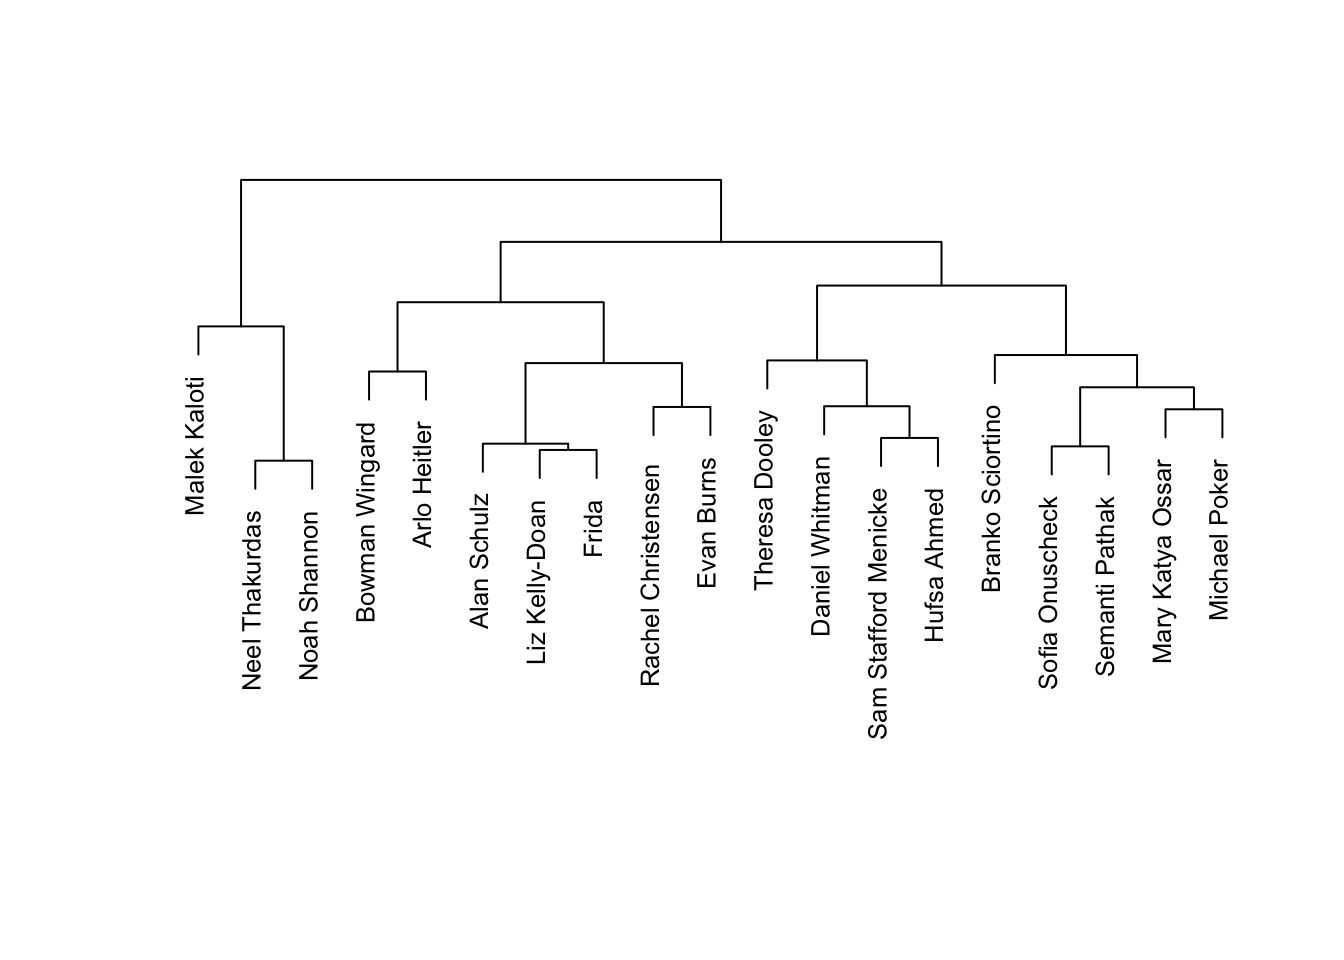 Malek Kaloti
Neel Thakurdas
Noah Shannon
Bowman Wingard
Arlo Heitler
Alan Schulz
Liz Kelly-Doan
Frida
Rachel Christensen
Evan Burns
Theresa Dooley
Daniel Whitman
Sam Stafford Menicke
Hufsa Ahmed
Branko Sciortino
Sofia Onuscheck
Semanti Pathak
Mary Katya Ossar
Michael Poker